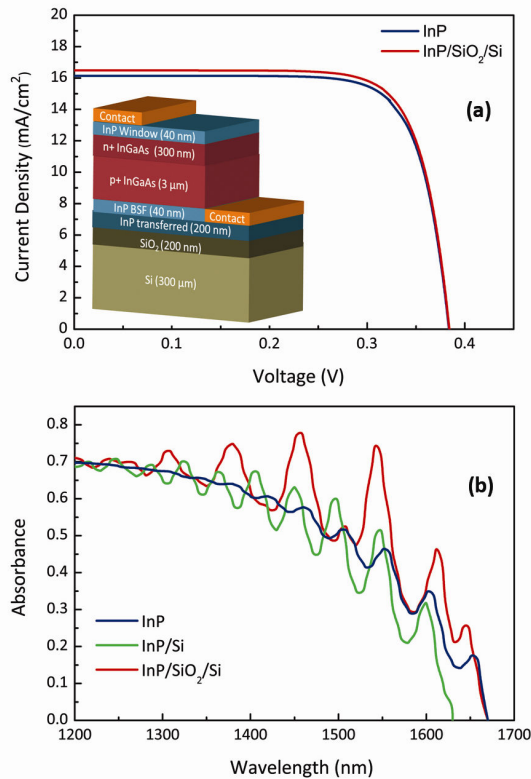 InP
InP/SiO₂/Si
(a)
Current Density (mA/cm²)
20
18
16
14
12
10
8
6
4
2
0
Contact
InP Window (40 nm)
n+ InGaAs (300 nm)
p+ InGaAs (3 µm)
InP BSF (40 nm)
Contact
InP transferred (200 nm)
SiO₂ (200 nm)
Si (300 µm)
0.0 0.1 0.2 0.3 0.4
Voltage (V)
(b)
Absorbance
0.8
0.7
0.6
0.5
0.4
0.3
0.2
0.1
0.0
InP
InP/Si
InP/SiO₂/Si
1200 1300 1400 1500 1600 1700
Wavelength (nm)